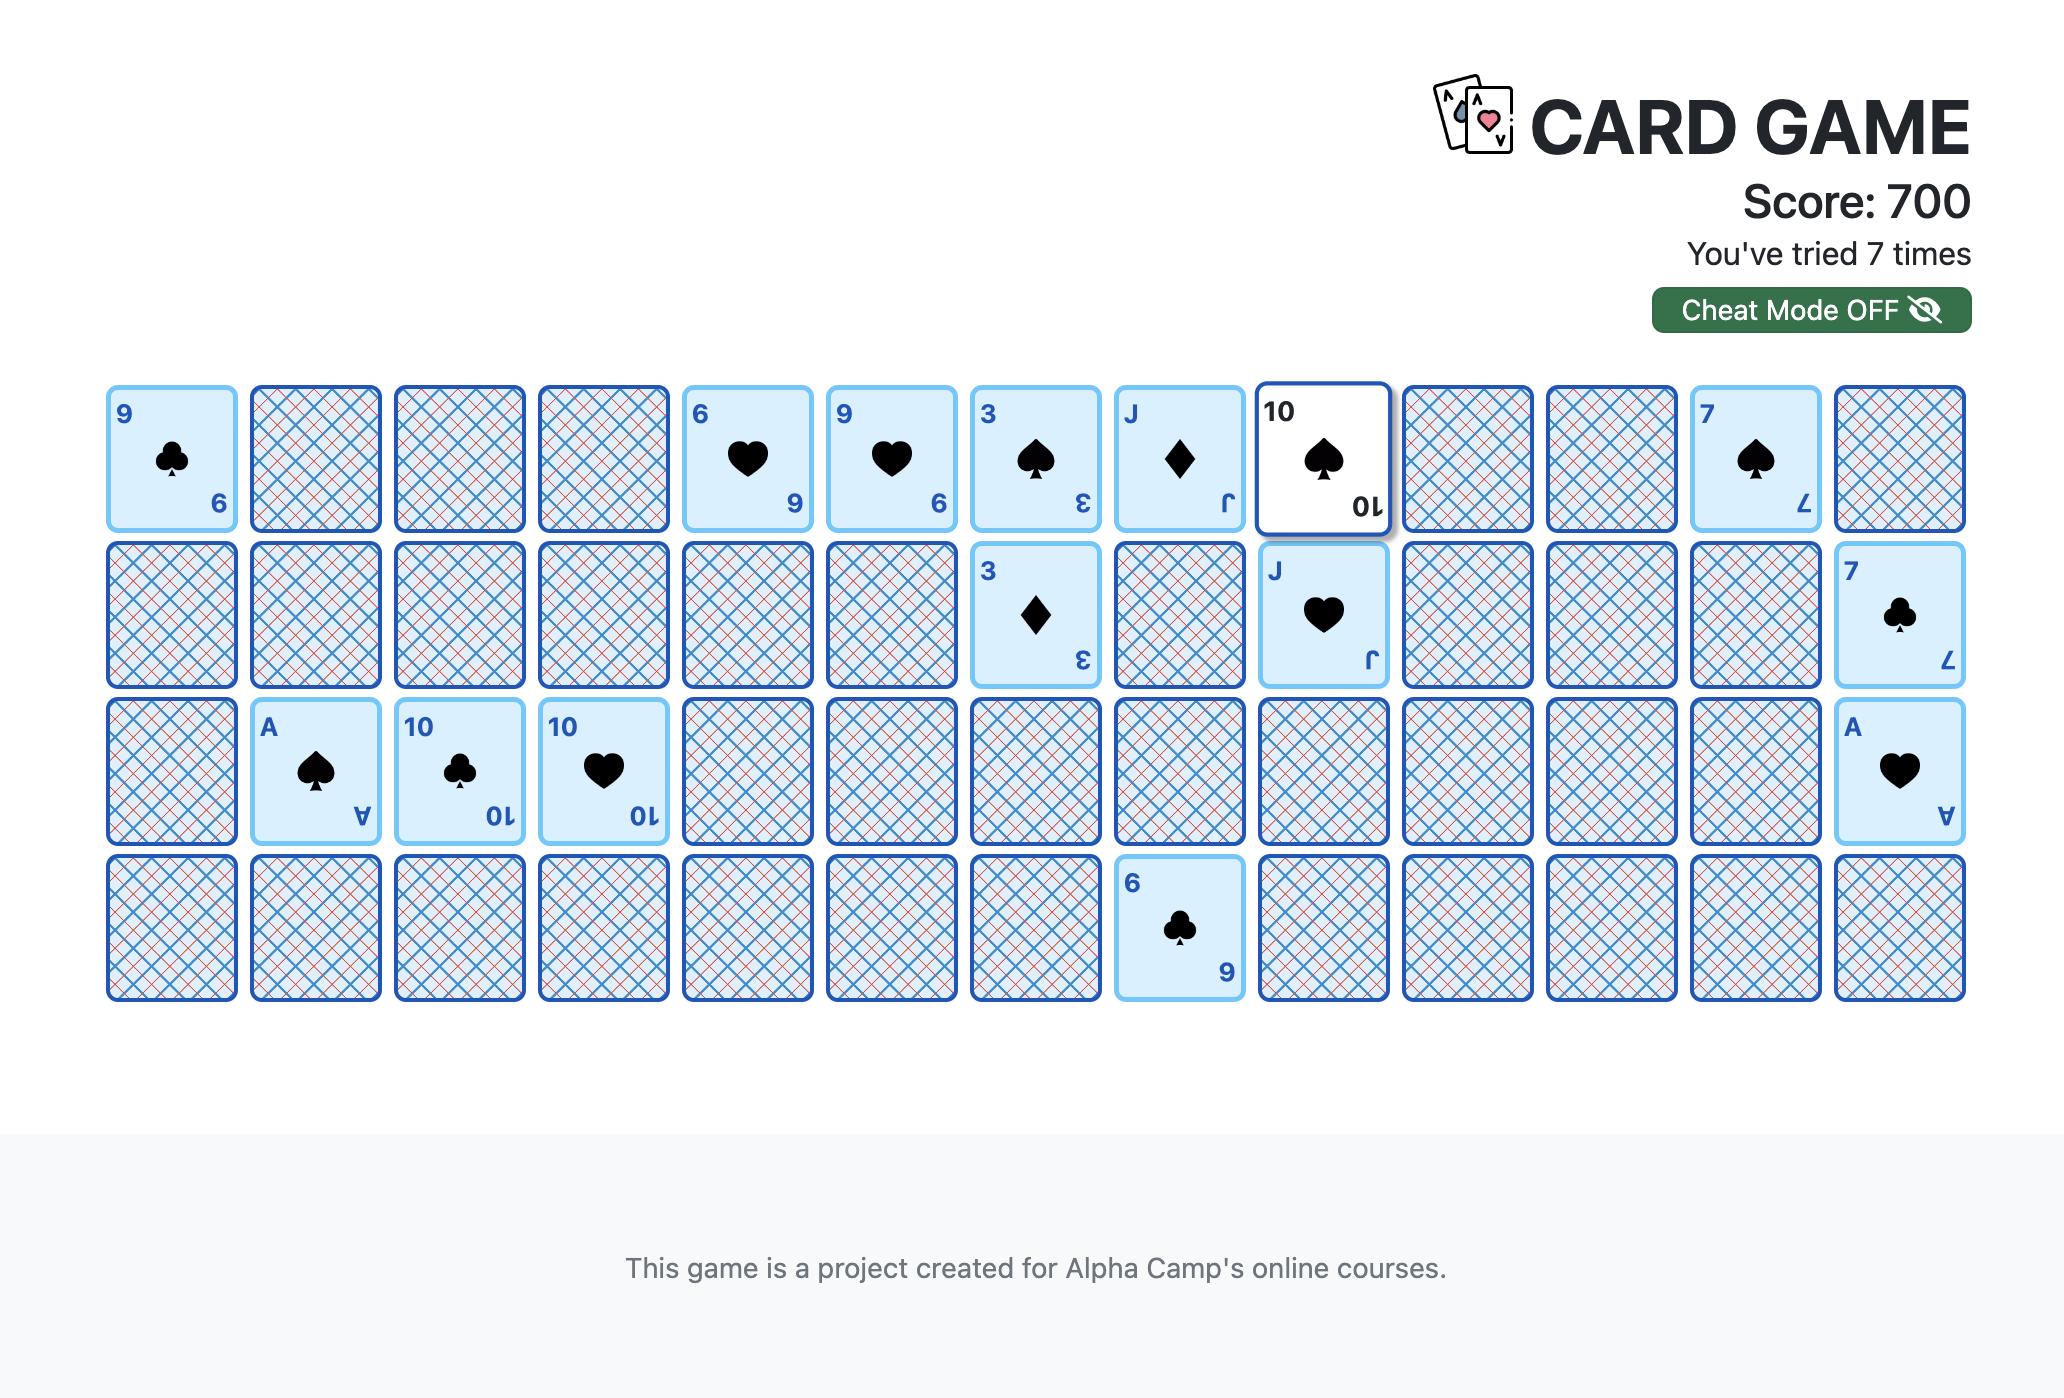 CARD GAME
Score: 700
You've tried 7 times
Cheat Mode OFF
9 6 9 3 J 10 7
9 6 9 3 J 10 7
3 J 7
3 J 7
A 10 10 A
A 10 10 A
6
6
This game is a project created for Alpha Camp's online courses.